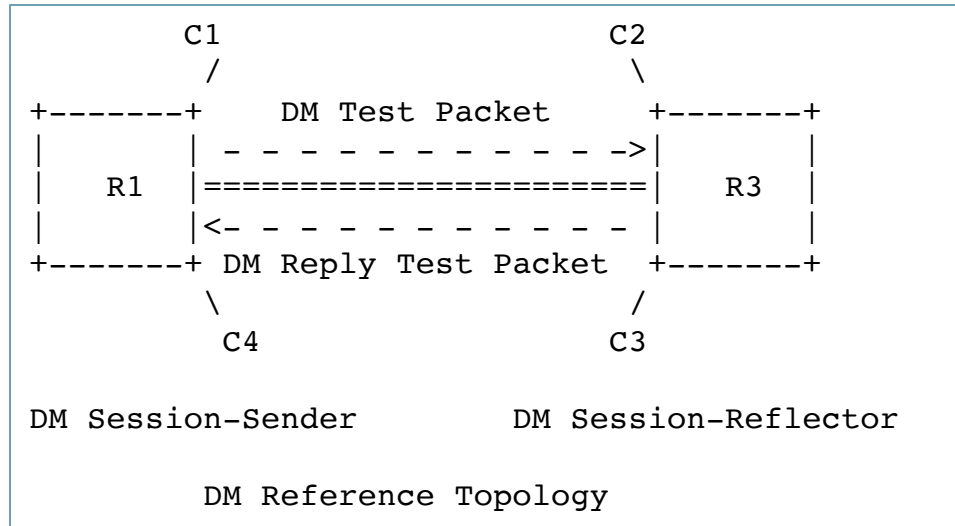 C1 C2
DM Test Packet
R1 R3
DM Reply Test Packet
C4 C3
DM Session-Sender DM Session-Reflector
DM Reference Topology